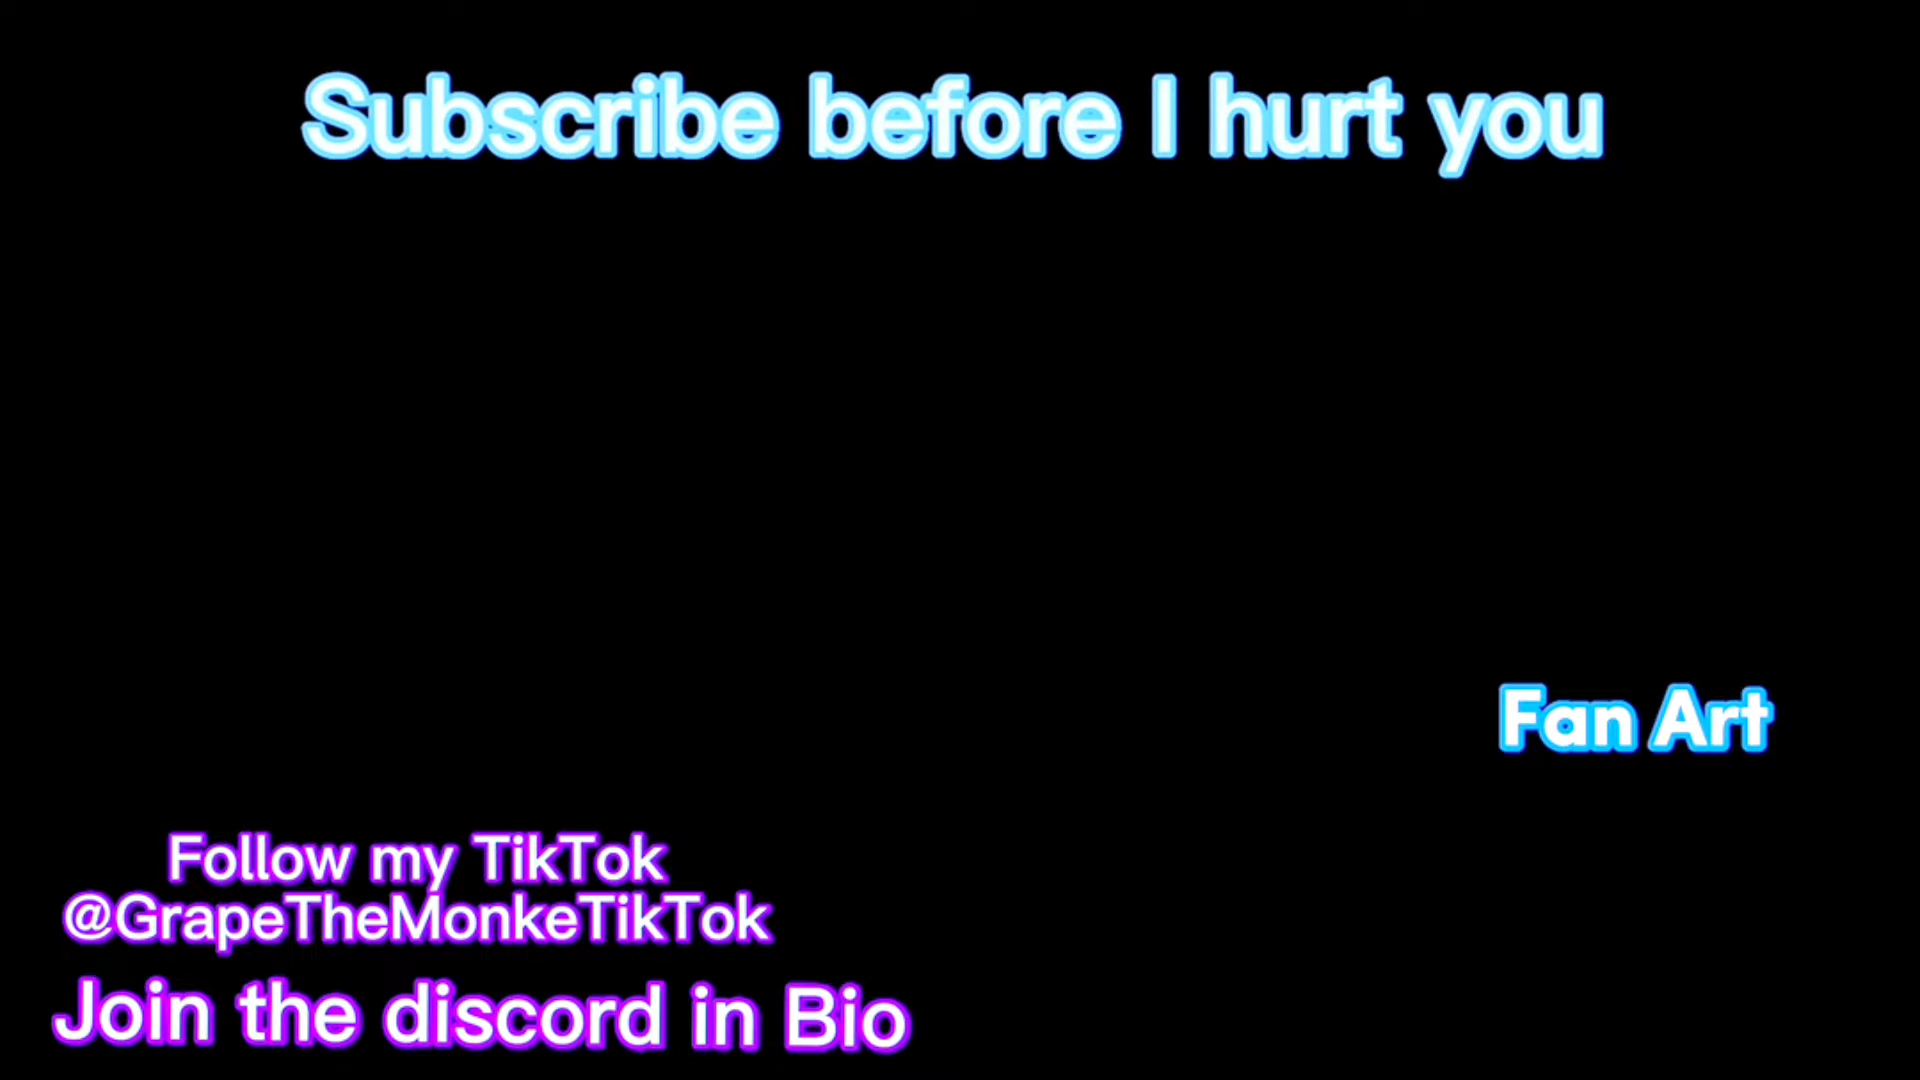 Subscribe before I hurt you
Fan Art
Follow my TikTok
@GrapeTheMonkeTikTok
Join the discord in Bio